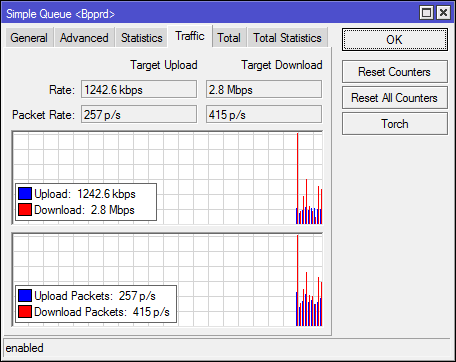 Simple Queue <Bpprd>
General Advanced Statistics Traffic Total Total Statistics
OK
Reset Counters
Reset All Counters
Torch
Target Upload Target Download
Rate: 1242.6 kbps 2.8 Mbps
Packet Rate: 257 p/s 415 p/s
Upload: 1242.6 kbps
Download: 2.8 Mbps
Upload Packets: 257 p/s
Download Packets: 415 p/s
enabled